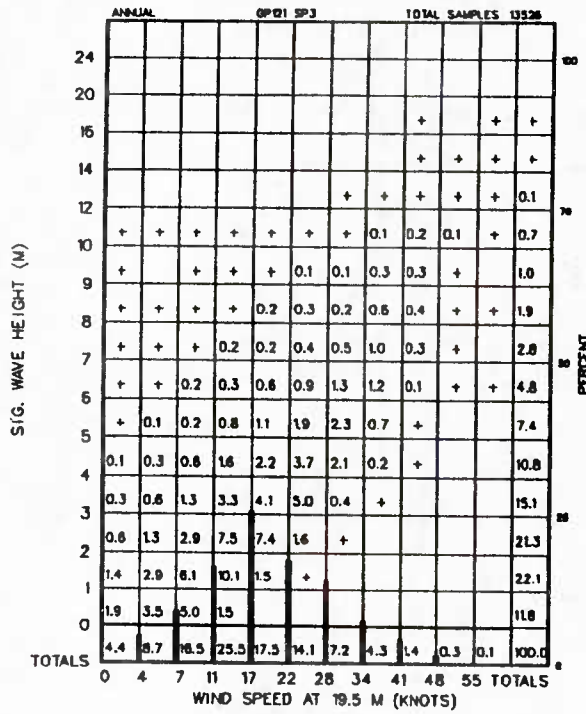 ANNUAL GP121 SP3 TOTAL SAMPLES 13526
24
100
20
+ + +
16
+ + + +
14
+ + + + + 0.1
12
75
+ + + + + + + 0.1 0.2 0.1 + 0.7
10
+ + + + 0.1 0.1 0.3 0.3 + 1.0
9
+ + + + 0.2 0.3 0.2 0.6 0.4 + + 1.9
8
+ + + 0.2 0.2 0.4 0.5 1.0 0.3 + 2.8
7
50
+ + 0.2 0.3 0.6 0.9 1.3 1.2 0.1 + + 4.8
6
+ 0.1 0.2 0.8 1.1 1.9 2.3 0.7 + 7.4
5
0.1 0.3 0.6 1.6 2.2 3.7 2.1 0.2 + 10.8
4
0.3 0.6 1.3 3.3 4.1 5.0 0.4 + 15.1
3
25
0.6 1.3 2.9 7.5 7.4 1.6 + 21.3
2
1.4 2.9 6.1 10.1 1.5 + 22.1
1
1.9 3.5 5.0 1.5 11.8
0
4.4 8.7 16.5 25.5 17.5 14.1 7.2 4.3 1.4 0.3 0.1 100.0
TOTALS
0
0 4 7 11 17 22 28 34 41 48 55 TOTALS
WIND SPEED AT 19.5 M (KNOTS)
SIG. WAVE HEIGHT (M)
PERCENT